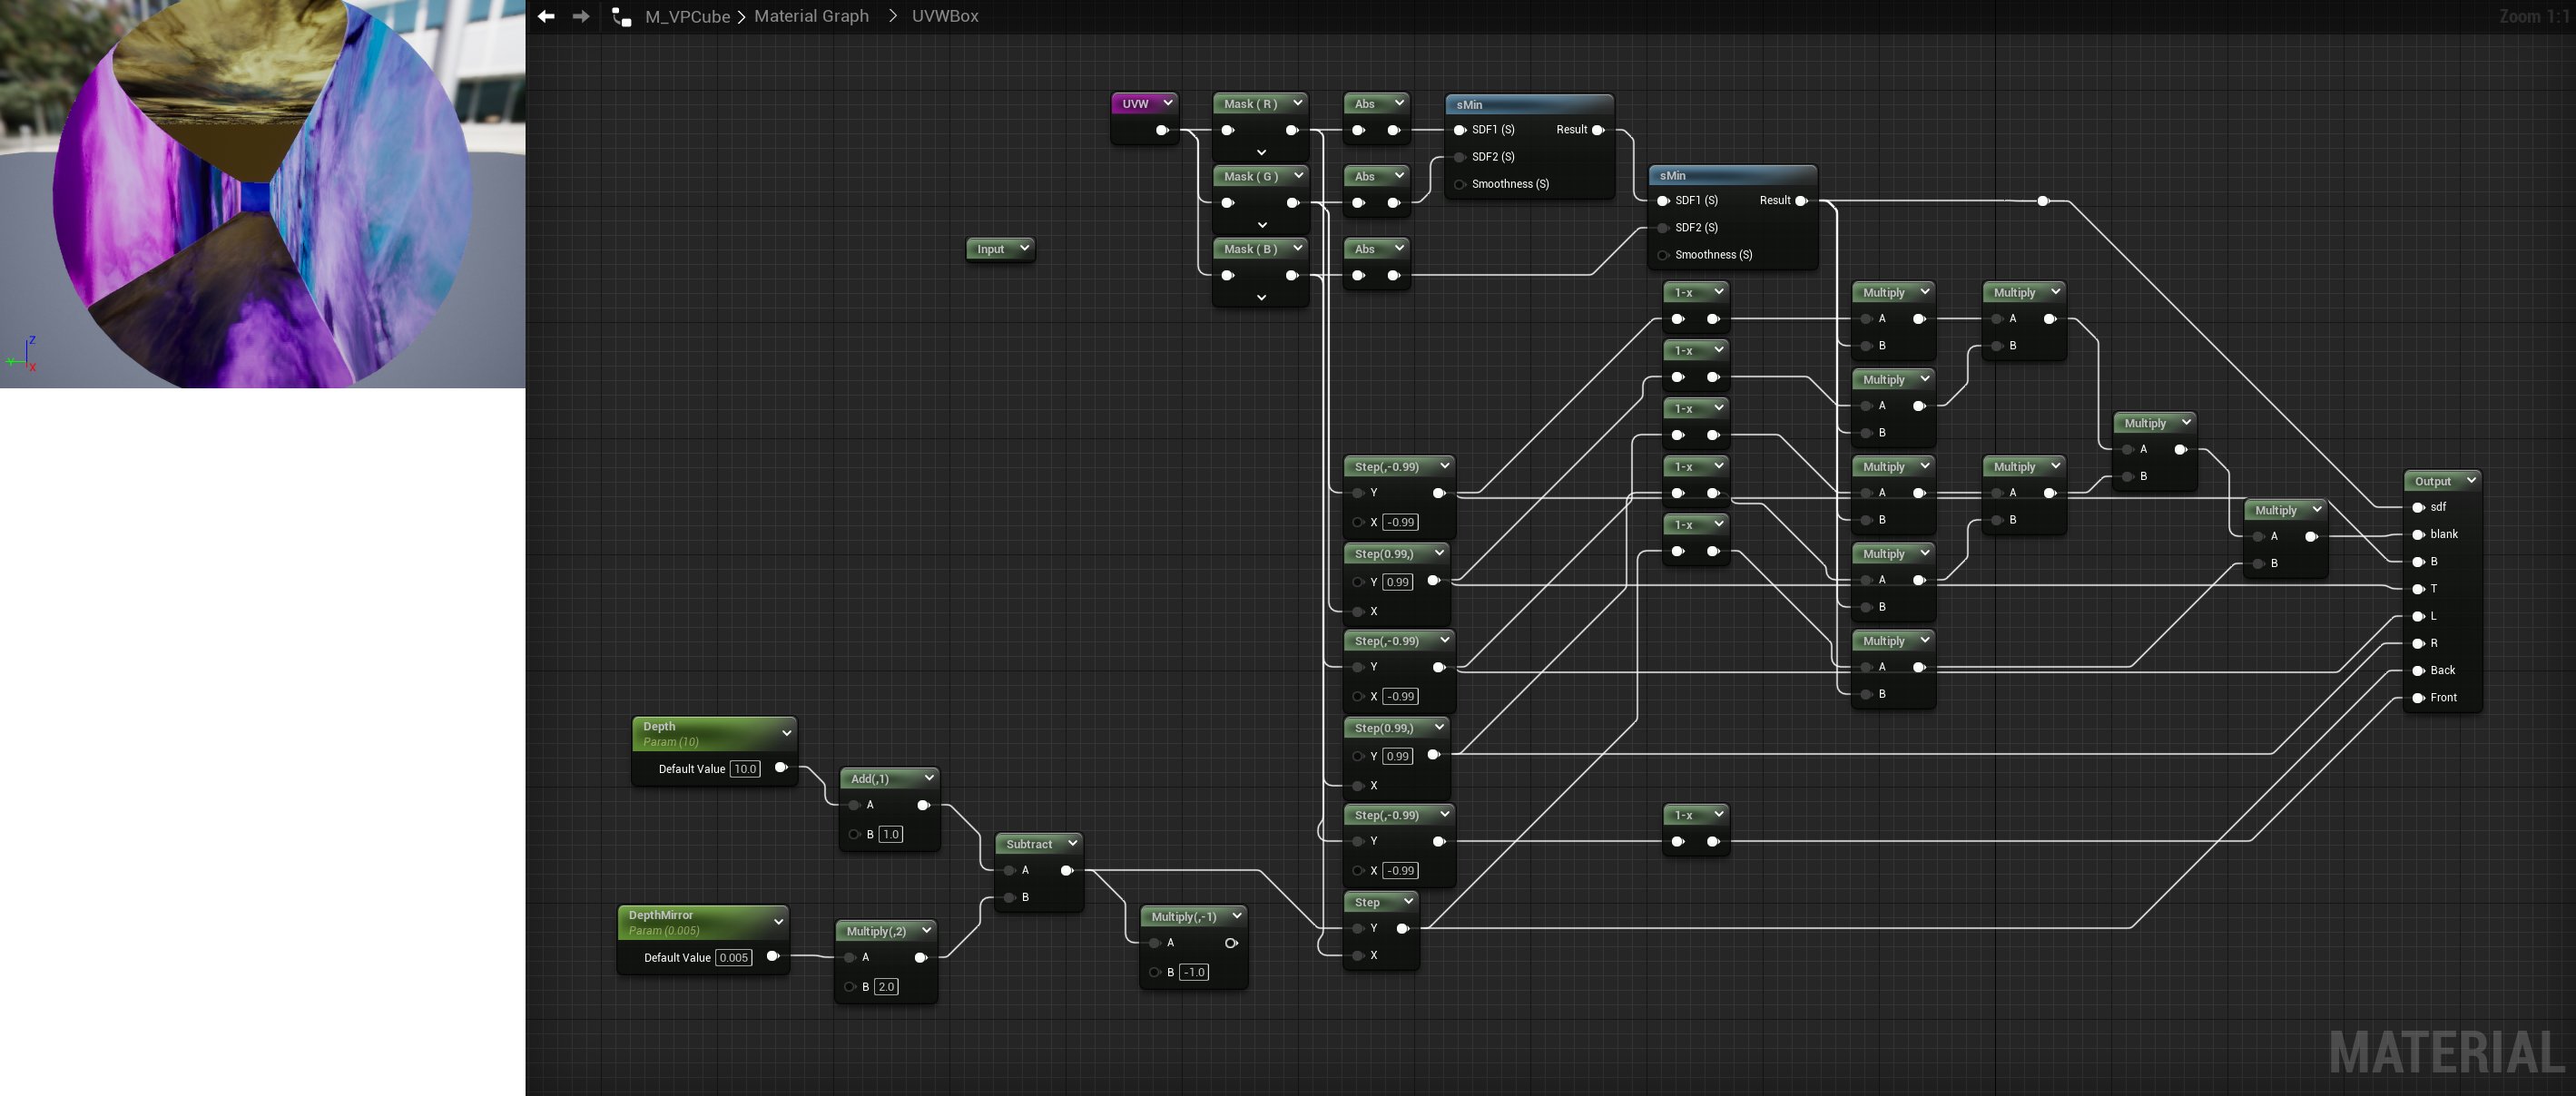 M_VPCube > Material Graph > UVWBox
Zoom 1:1
UVW
Mask ( R )
Abs
sMin
SDF1 (S) Result
SDF2 (S)
Smoothness (S)
Mask ( G )
Abs
sMin
SDF1 (S) Result
SDF2 (S)
Smoothness (S)
Input
Mask ( B )
Abs
1-x
Multiply
A
B
Multiply
A
B
1-x
Multiply
A
B
1-x
Multiply
A
B
Step(,-0.99)
Y
X -0.99
1-x
Multiply
A
B
Multiply
A
B
Output
sdf
blank
B
T
L
R
Back
Front
1-x
Multiply
A
B
Step(0.99,)
Y 0.99
X
Multiply
A
B
Step(,-0.99)
Y
X -0.99
Multiply
A
B
Depth
Param (10)
Default Value 10.0
Step(0.99,)
Y 0.99
X
Add(,1)
A
B 1.0
Step(,-0.99)
Y
X -0.99
1-x
Subtract
A
B
DepthMirror
Param (0.005)
Default Value 0.005
Multiply(,2)
A
B 2.0
Multiply(,-1)
A
B -1.0
Step
Y
X
Z
Y
X
MATERIAL